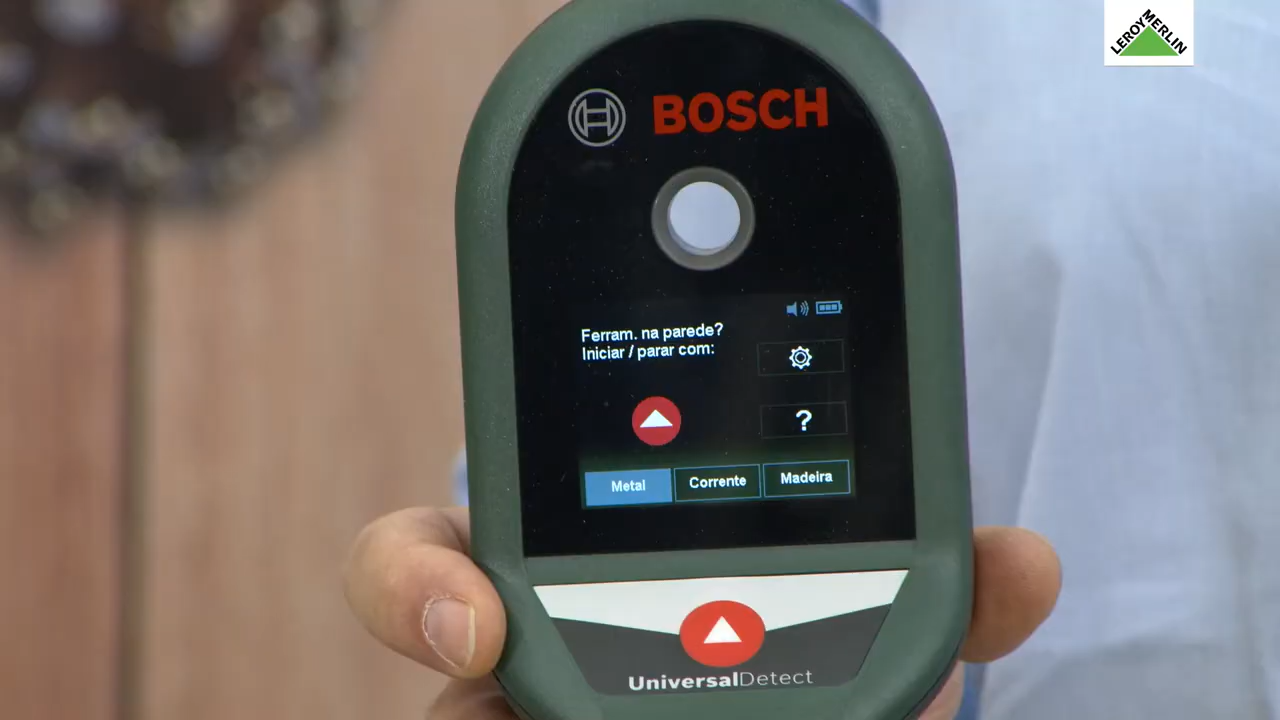 LEROY MERLIN
BOSCH
Ferram. na parede?
Iniciar / parar com:
?
Metal
Corrente
Madeira
UniversalDetect